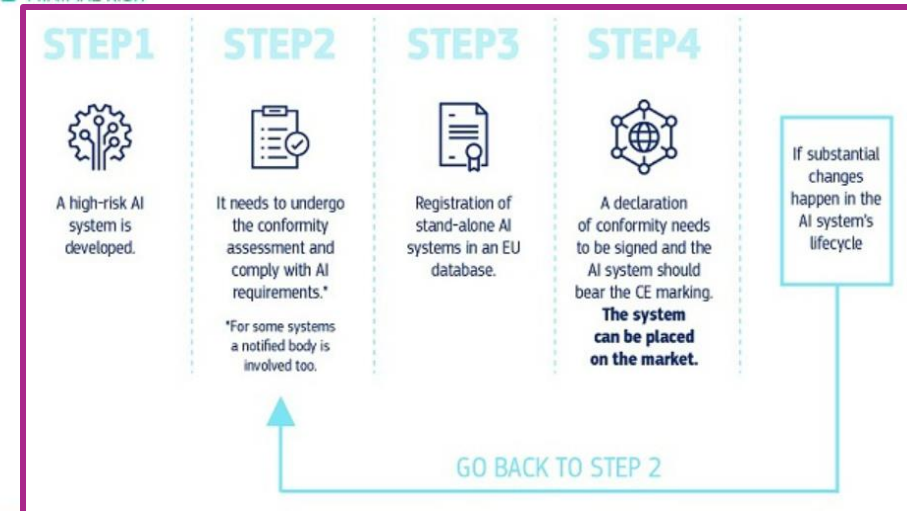 STEP1
A high-risk AI
system is
developed.
STEP2
It needs to undergo
the conformity
assessment and
comply with AI
requirements.*
*For some systems
a notified body is
involved too.
STEP3
Registration of
stand-alone AI
systems in an EU
database.
STEP4
A declaration
of conformity needs
to be signed and the
AI system should
bear the CE marking.
The system
can be placed
on the market.
If substantial
changes
happen in the
AI system's
lifecycle
GO BACK TO STEP 2